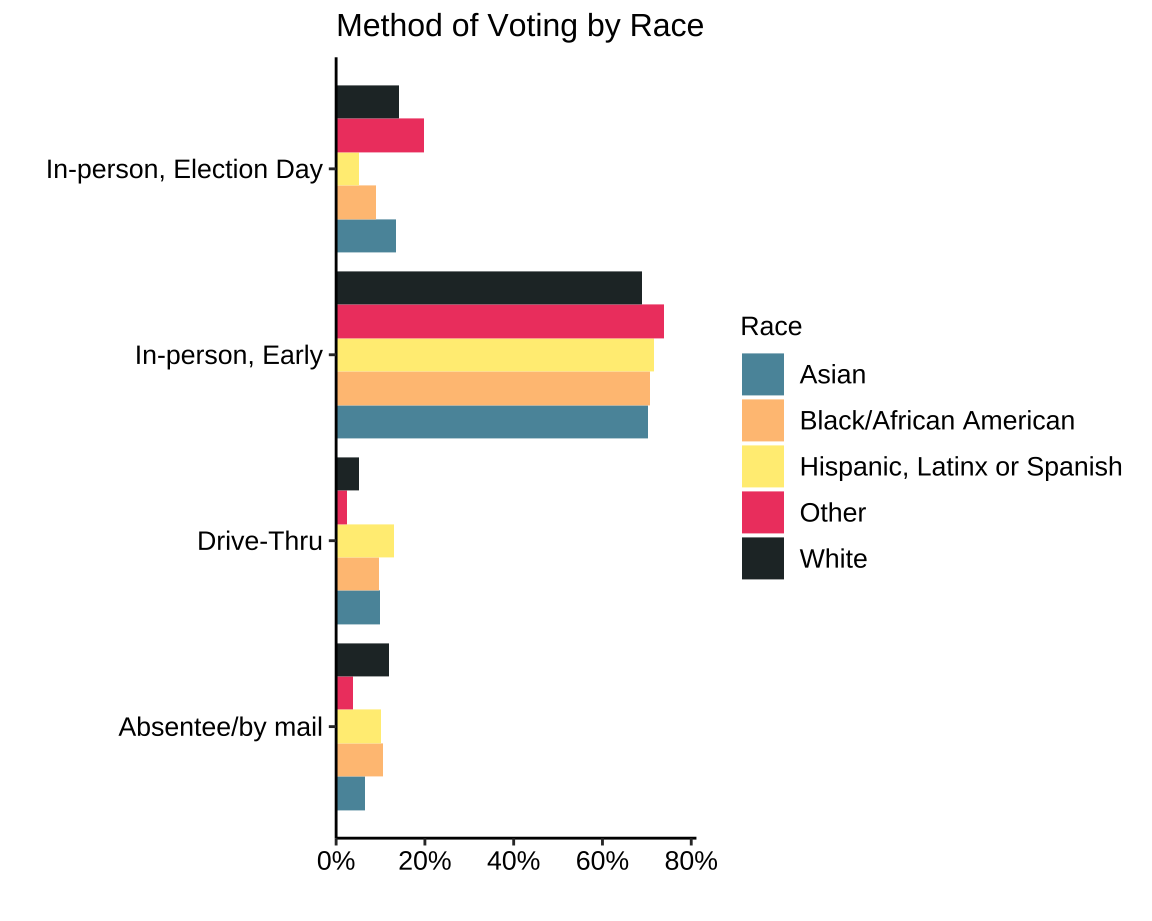 Method of Voting by Race
In-person, Election Day
In-person, Early
Drive-Thru
Absentee/by mail
0% 20% 40% 60% 80%
Race
Asian
Black/African American
Hispanic, Latinx or Spanish
Other
White